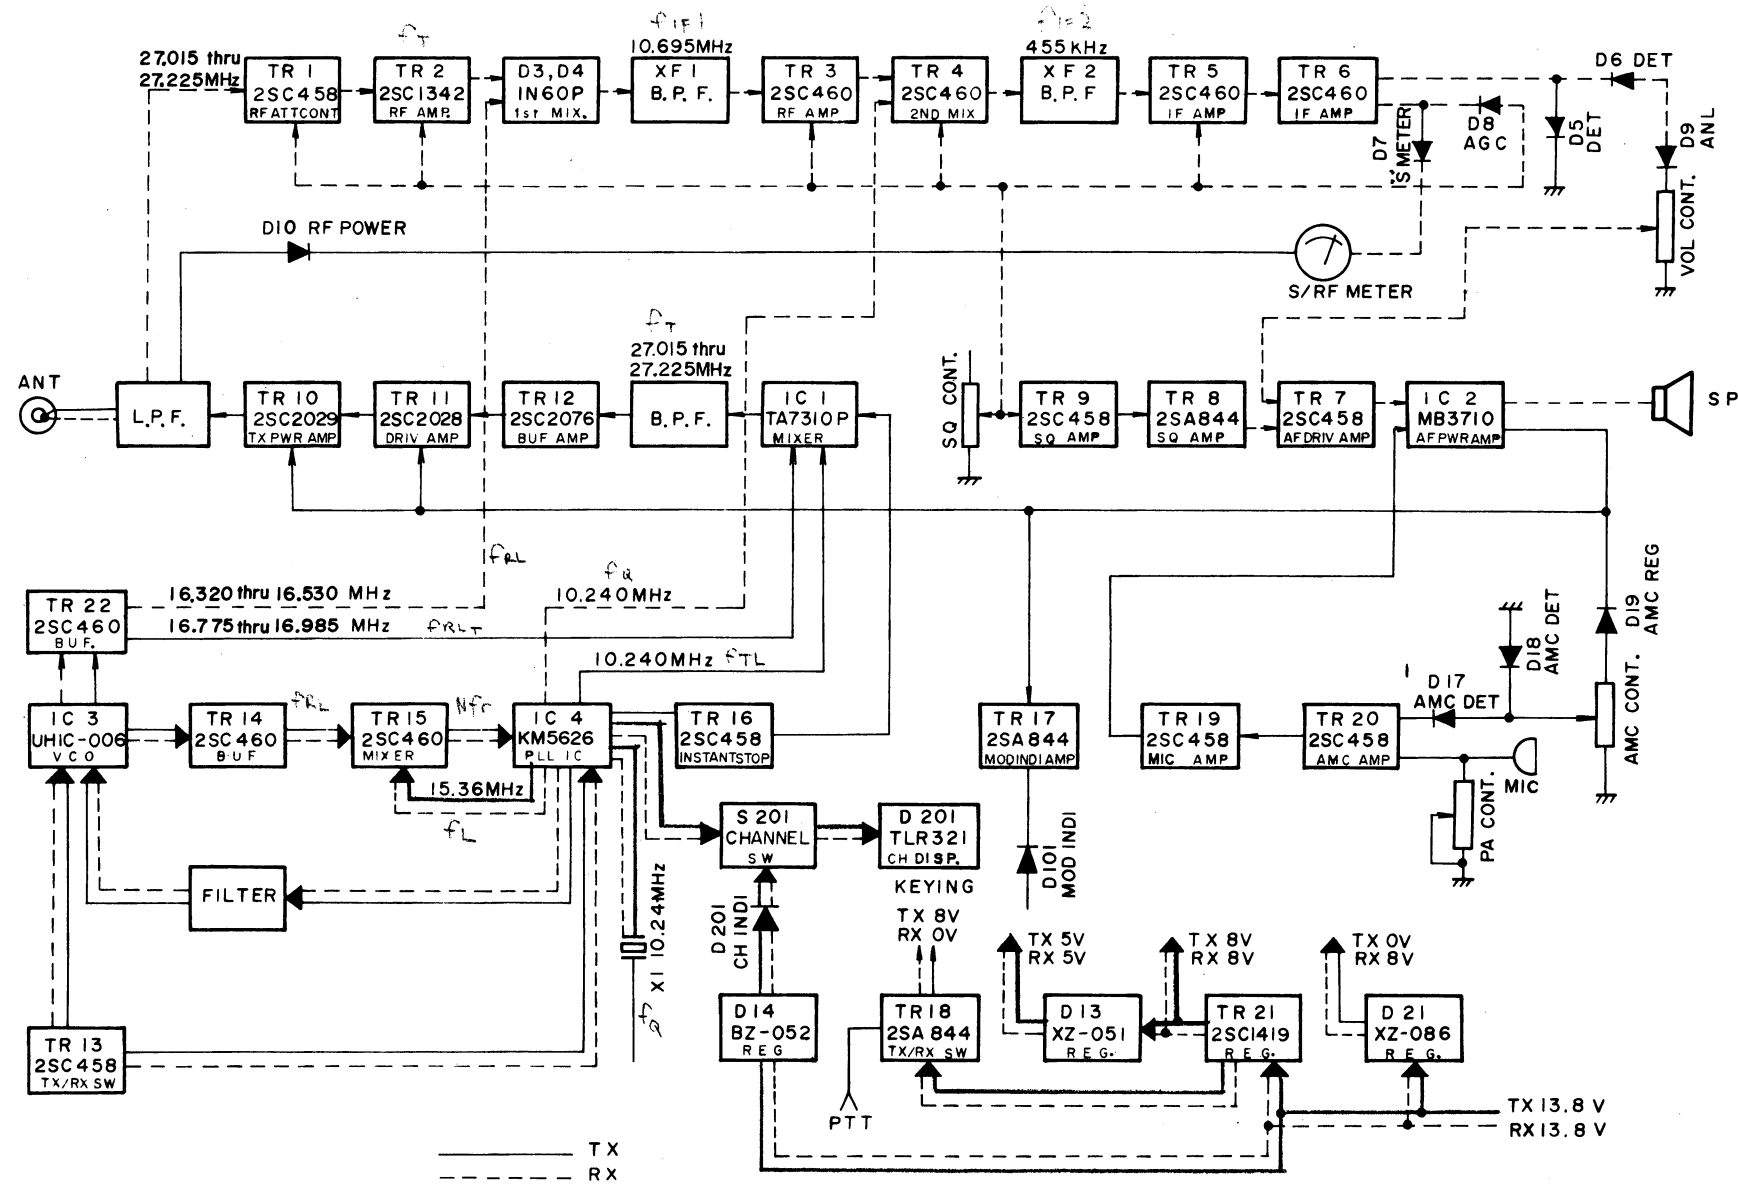 27.015 thru
27.225MHz
TR 1
2SC458
RF ATTCONT
fT
TR 2
2SC1342
RF AMP.
D3, D4
1N60P
1st MIX.
fIF1
10.695MHz
XF 1
B.P.F.
TR 3
2SC460
RF AMP
TR 4
2SC460
2ND MIX
fIF2
455KHz
XF 2
B.P.F
TR 5
2SC460
IF AMP
TR 6
2SC460
IF AMP
D6 DET
D7
S METER
D8
AGC
D5
DET
D9
ANL
VOL CONT.
D10 RF POWER
S/RF METER
ANT
L.P.F.
TR 10
2SC2029
TX PWR AMP
TR 11
2SC2028
DRIV AMP
TR 12
2SC2076
BUF AMP
fT
27.015 thru
27.225MHz
B.P.F.
IC 1
TA7310P
MIXER
SQ CONT.
TR 9
2SC458
SQ AMP
TR 8
2SA844
SQ AMP
TR 7
2SC458
AF DRIV AMP
IC 2
MB3710
AF PWR AMP
SP
fRL
fQ
10.240MHz
TR 22
2SC460
BUF.
16.320 thru 16.530 MHz
16.775 thru 16.985 MHz fRLT
10.240MHz fTL
IC 3
UHIC-006
VCO
fRL
TR 14
2SC460
BUF
TR 15
2SC460
MIXER
Nfr
IC 4
KM5626
PLL IC
TR 16
2SC458
INSTANTSTOP
15.36MHz
fL
FILTER
X1 10.24MHz
fQ
TR 13
2SC458
TX/RX SW
S 201
CHANNEL
SW
D 201
TLR321
CH DISP.
D 201
CH INDI
D 14
BZ-052
REG
KEYING
TX 8V
RX 0V
TR18
2SA 844
TX/RX SW
PTT
TR 17
2SA844
MOD INDI AMP
D101
MOD INDI
TR 19
2SC458
MIC AMP
TR 20
2SC458
AMC AMP
D 17
AMC DET
D18
AMC DET
D19
AMC REG
AMC CONT.
MIC
PA CONT.
TX 5V
RX 5V
D 13
XZ-051
REG.
TX 8V
RX 8V
TR 21
2SC1419
REG.
TX 0V
RX 8V
D 21
XZ-086
REG.
TX 13.8 V
RX 13.8 V
TX
RX